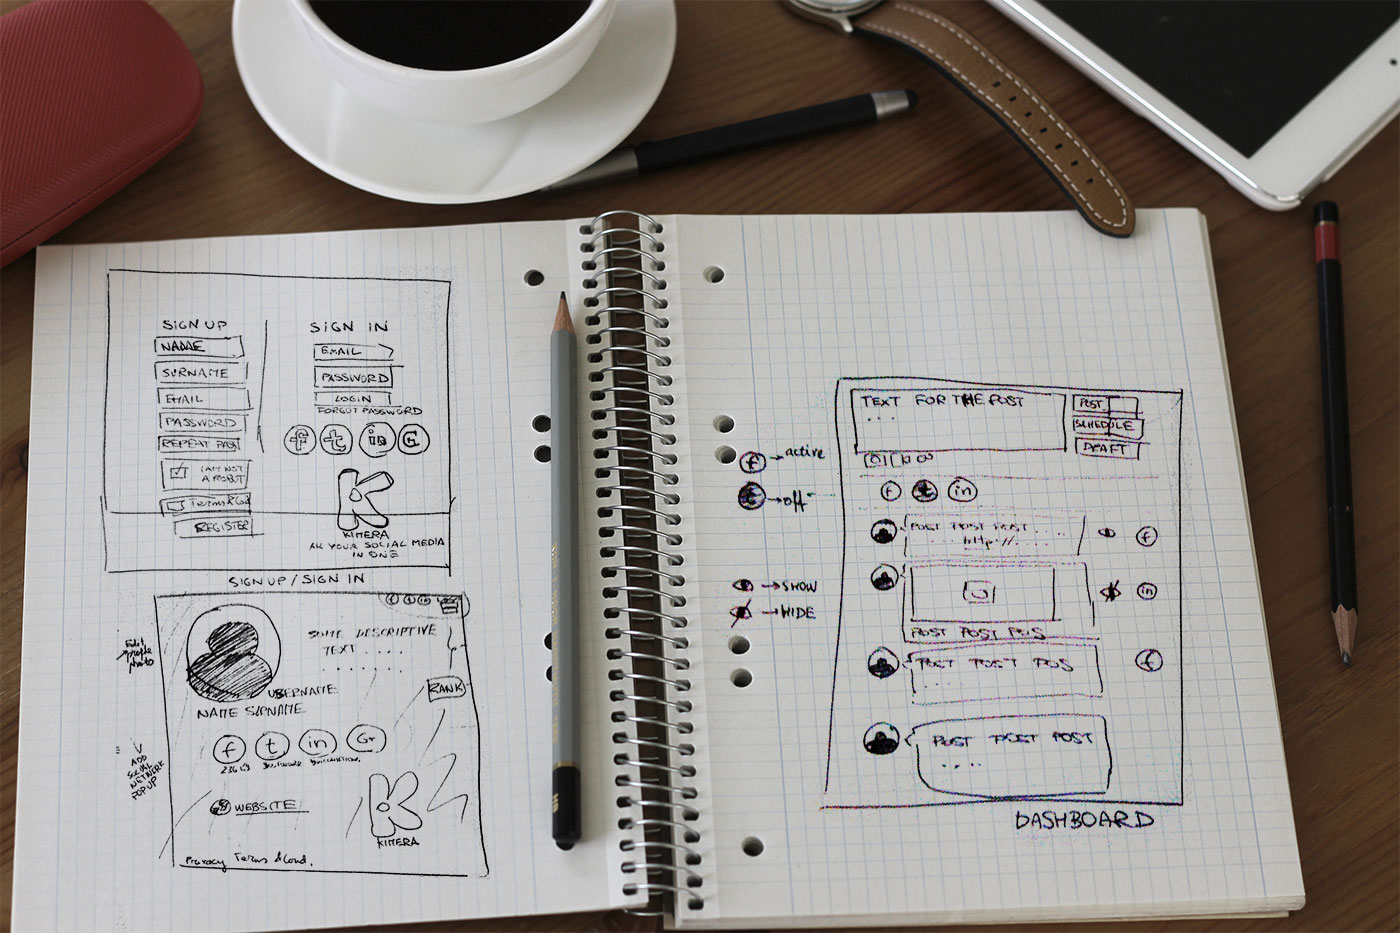 SIGN UP
NAME
SURNAME
EMAIL
PASSWORD
REPEAT PASS
I AM NOT
A ROBOT
REGISTER
SIGN IN
EMAIL
PASSWORD
LOGIN
FORGOT PASSWORD
f t in G
KIMERA
ALL YOUR SOCIAL MEDIA
IN ONE
SIGN UP / SIGN IN
Edit
profile
photo
SOME DESCRIPTIVE
TEXT ....
RANK
USERNAME
NAME SURNAME
f t in G+
ADD
SOCIAL
NETWORK
POP UP
WEBSITE
KIMERA
Privacy Terms & Cond.
f → active
→ off
→ SHOW
→ HIDE
TEXT FOR THE POST
...
POST
SCHEDULE
DRAFT
f t in
POST POST POST ....
http://
f
in
POST POST POS
POST POST POS
....
f
POST POST POST
....
DASHBOARD